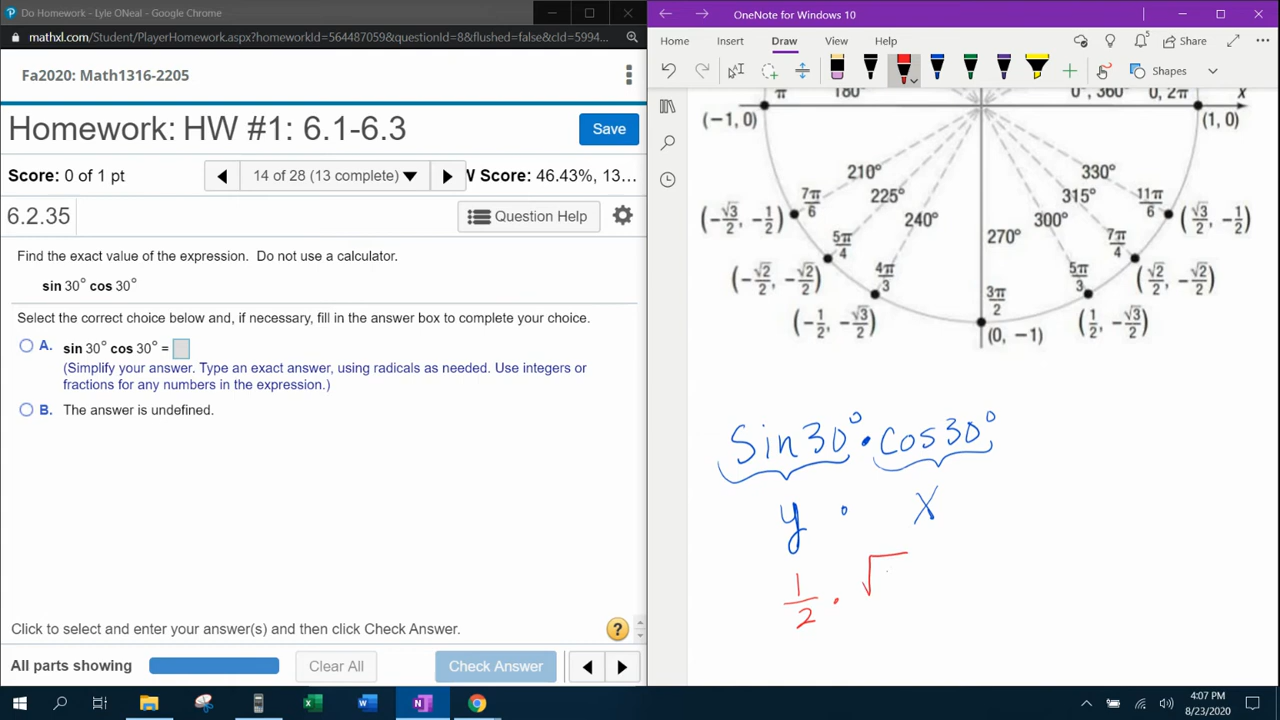 Do Homework - Lyle ONeal - Google Chrome
mathxl.com/Student/PlayerHomework.aspx?homeworkId=564487059&questionId=8&flushed=false&cId=5994...
Fa2020: Math1316-2205
Homework: HW #1: 6.1-6.3
Save
Score: 0 of 1 pt
14 of 28 (13 complete)
W Score: 46.43%, 13...
6.2.35
Question Help
Find the exact value of the expression. Do not use a calculator.
sin 30° cos 30°
Select the correct choice below and, if necessary, fill in the answer box to complete your choice.
A. sin 30° cos 30° =
(Simplify your answer. Type an exact answer, using radicals as needed. Use integers or
fractions for any numbers in the expression.)
B. The answer is undefined.
Click to select and enter your answer(s) and then click Check Answer.
?
All parts showing
Clear All
Check Answer
OneNote for Windows 10
Home Insert Draw View Help
Share
Shapes
π 180° 0°, 360° 0, 2π x
(−1, 0) (1, 0)
210° 330°
225° 315°
7π/6 11π/6
(−√3/2, −1/2) (√3/2, −1/2)
240° 300°
270°
5π/4 7π/4
(−√2/2, −√2/2) (√2/2, −√2/2)
4π/3 5π/3
3π/2
(−1/2, −√3/2) (1/2, −√3/2)
(0, −1)
Sin30° · cos30°
y · x
1/2 · √
4:07 PM
8/23/2020